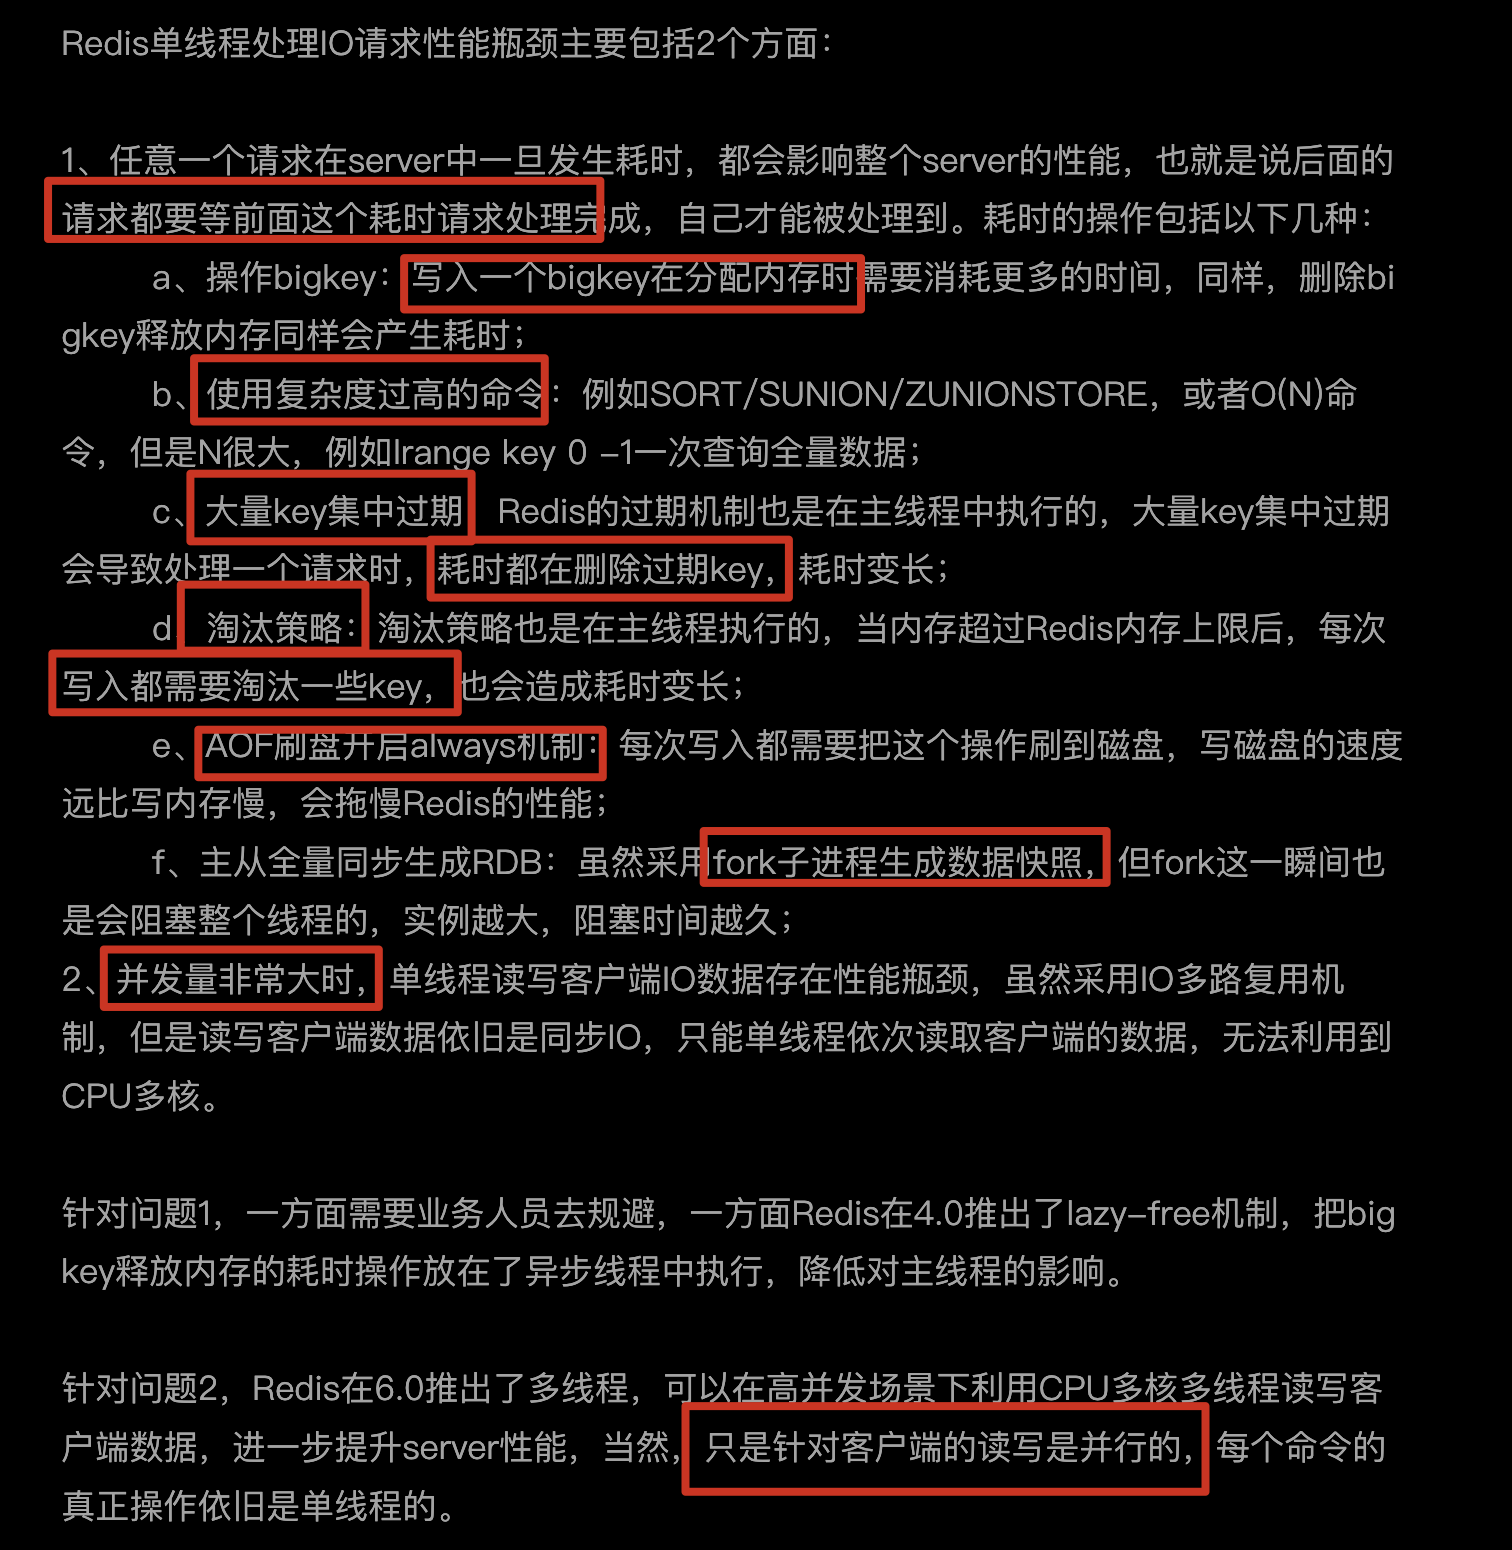 Redis单线程处理IO请求性能瓶颈主要包括2个方面：
1、任意一个请求在server中一旦发生耗时，都会影响整个server的性能，也就是说后面的
请求都要等前面这个耗时请求处理完成，自己才能被处理到。耗时的操作包括以下几种：
a、操作bigkey：写入一个bigkey在分配内存时需要消耗更多的时间，同样，删除bi
gkey释放内存同样会产生耗时；
b、使用复杂度过高的命令：例如SORT/SUNION/ZUNIONSTORE，或者O(N)命
令，但是N很大，例如lrange key 0 -1一次查询全量数据；
c、大量key集中过期 Redis的过期机制也是在主线程中执行的，大量key集中过期
会导致处理一个请求时，耗时都在删除过期key，耗时变长；
d 淘汰策略：淘汰策略也是在主线程执行的，当内存超过Redis内存上限后，每次
写入都需要淘汰一些key，也会造成耗时变长；
e、AOF刷盘开启always机制：每次写入都需要把这个操作刷到磁盘，写磁盘的速度
远比写内存慢，会拖慢Redis的性能；
f、主从全量同步生成RDB：虽然采用fork子进程生成数据快照，但fork这一瞬间也
是会阻塞整个线程的，实例越大，阻塞时间越久；
2、并发量非常大时，单线程读写客户端IO数据存在性能瓶颈，虽然采用IO多路复用机
制，但是读写客户端数据依旧是同步IO，只能单线程依次读取客户端的数据，无法利用到
CPU多核。
针对问题1，一方面需要业务人员去规避，一方面Redis在4.0推出了lazy-free机制，把big
key释放内存的耗时操作放在了异步线程中执行，降低对主线程的影响。
针对问题2，Redis在6.0推出了多线程，可以在高并发场景下利用CPU多核多线程读写客
户端数据，进一步提升server性能，当然，只是针对客户端的读写是并行的，每个命令的
真正操作依旧是单线程的。